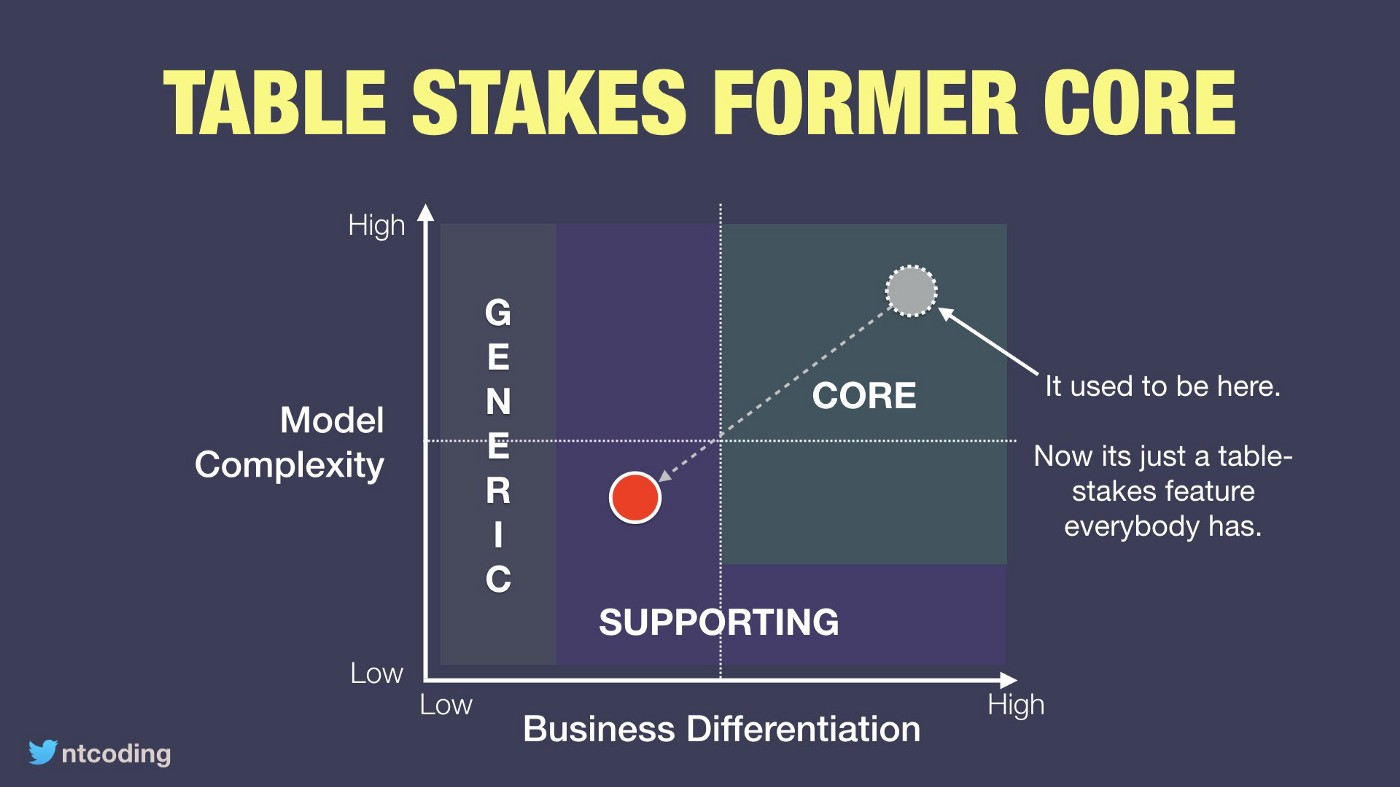 TABLE STAKES FORMER CORE
High
GENERIC
CORE
It used to be here.
Model
Complexity
Now its just a table-
stakes feature
everybody has.
SUPPORTING
Low
Low
High
Business Differentiation
ntcoding